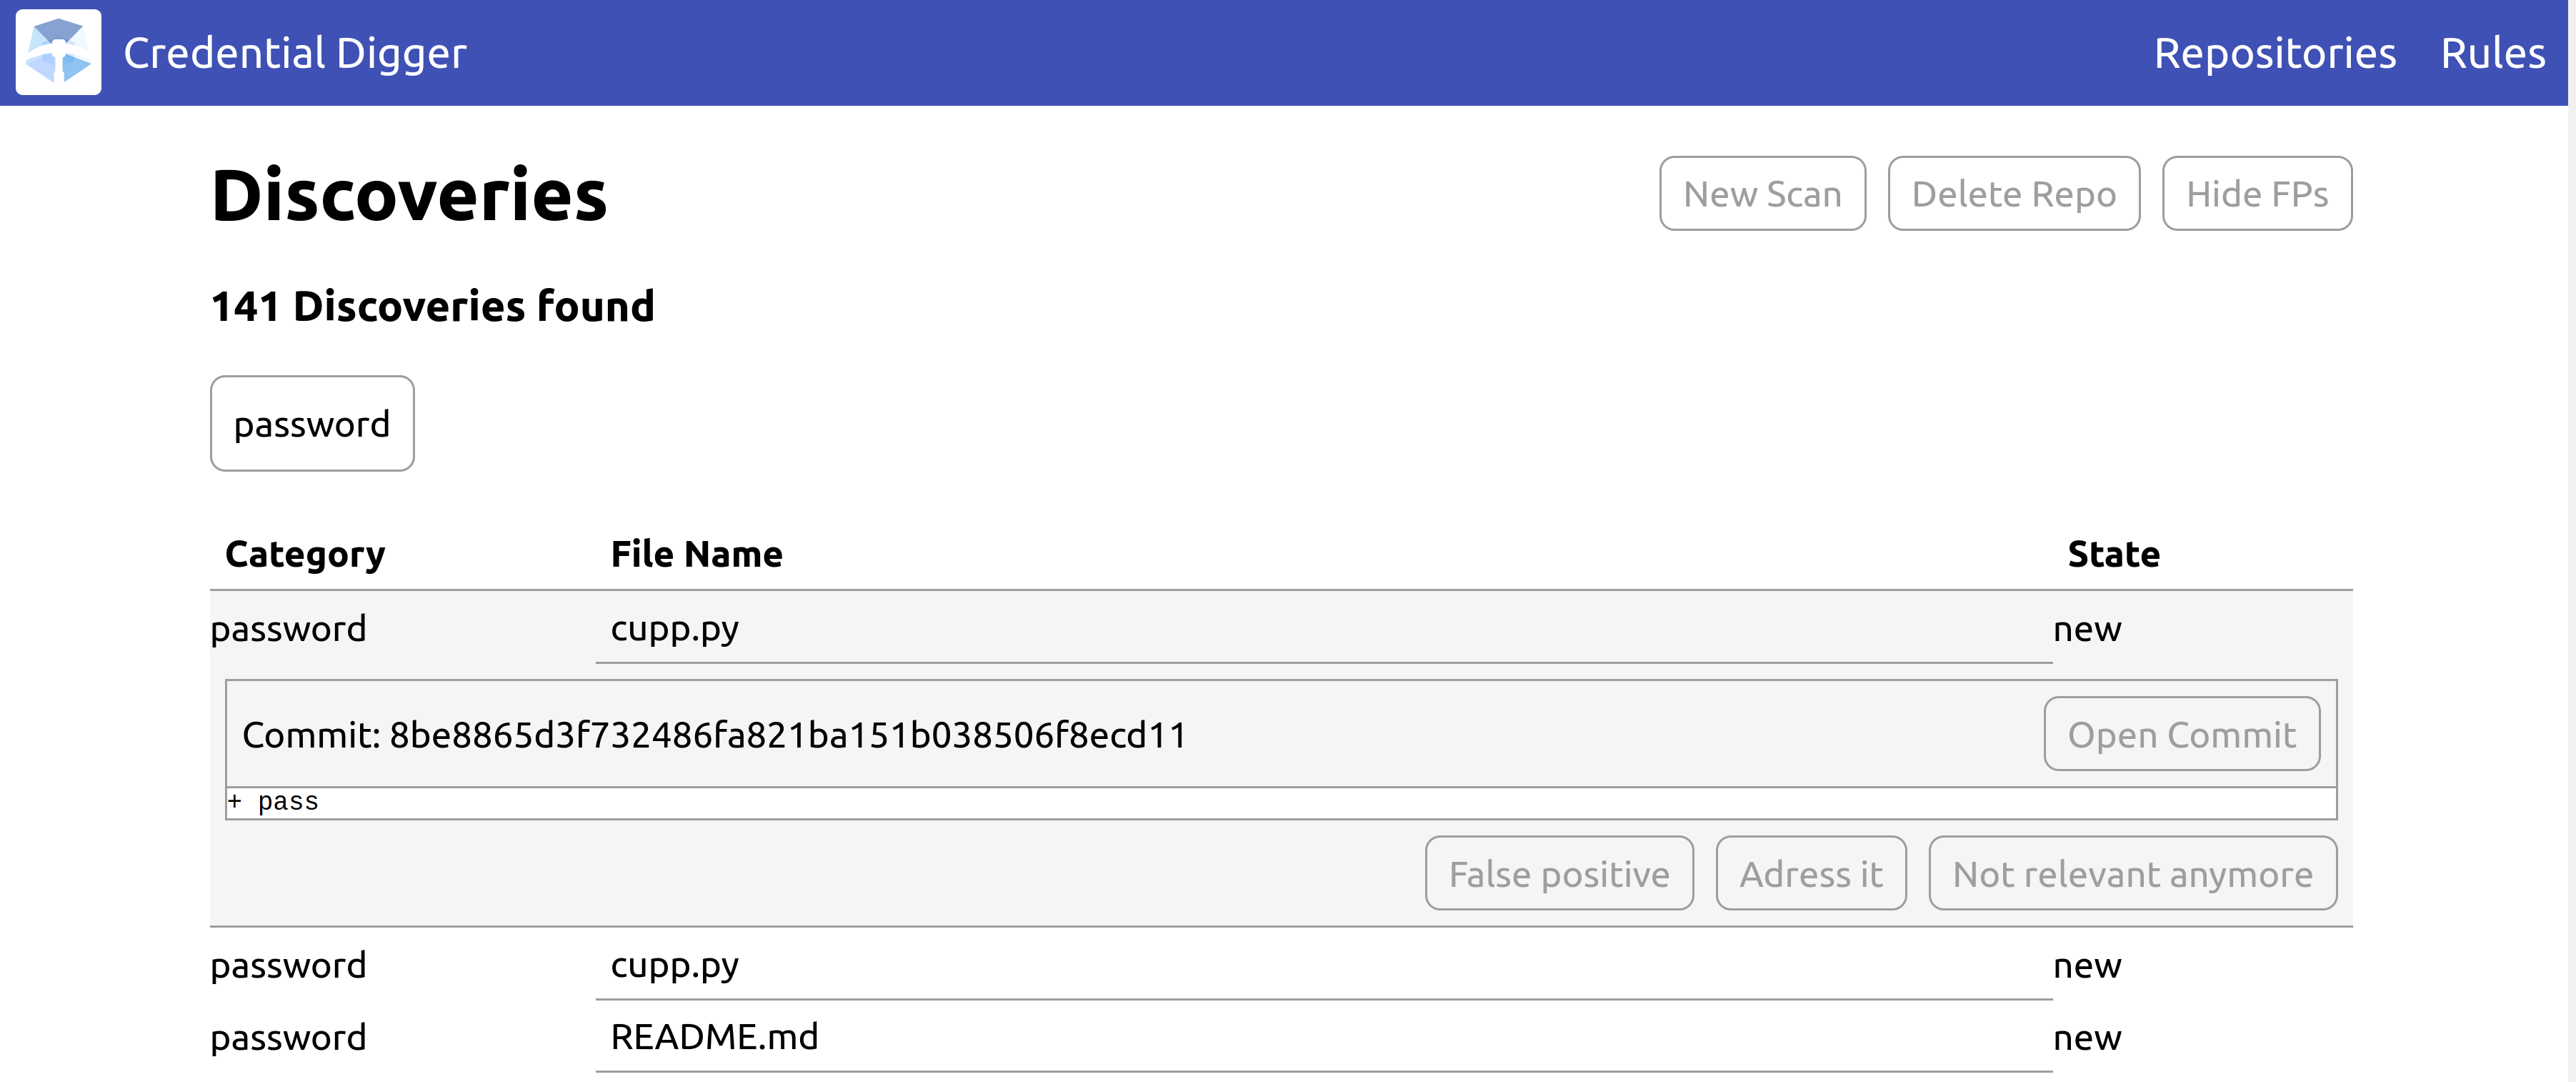 Credential Digger Repositories Rules
Discoveries New Scan Delete Repo Hide FPs
141 Discoveries found
password
Category File Name State
password cupp.py new
Commit: 8be8865d3f732486fa821ba151b038506f8ecd11 Open Commit
+ pass
False positive Adress it Not relevant anymore
password cupp.py new
password README.md new